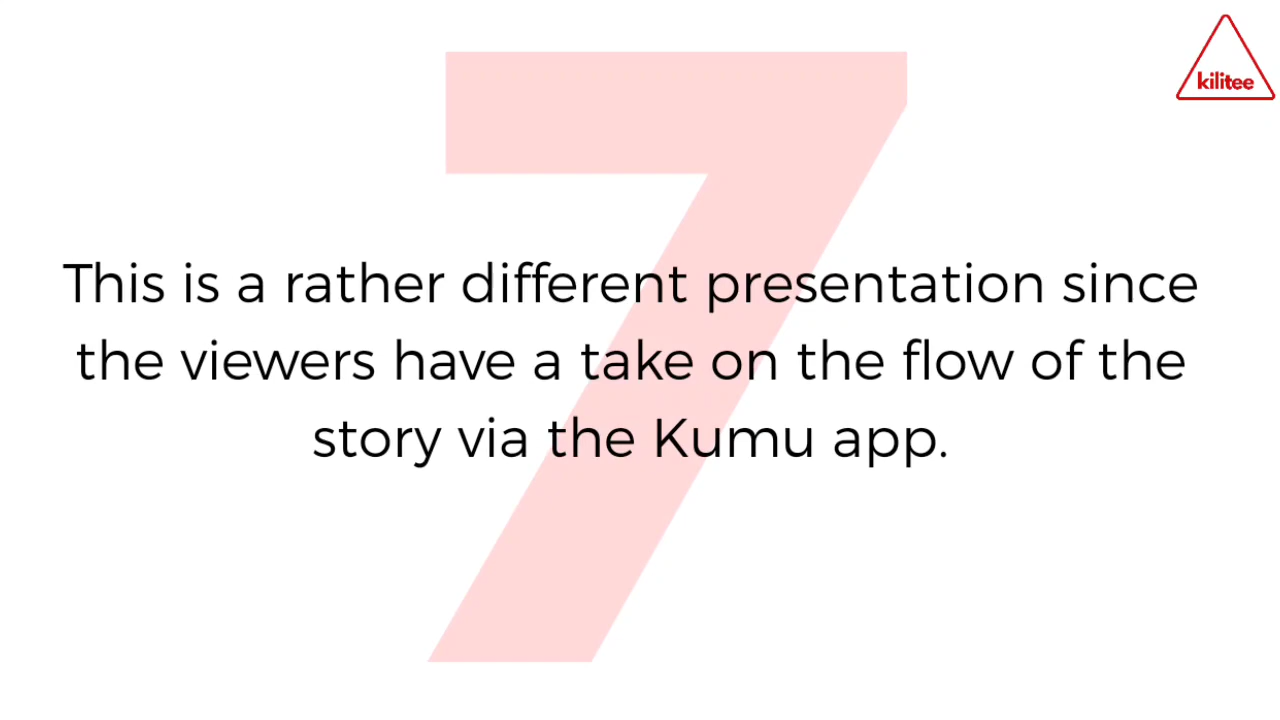 kilitee
7
This is a rather different presentation since
the viewers have a take on the flow of the
story via the Kumu app.